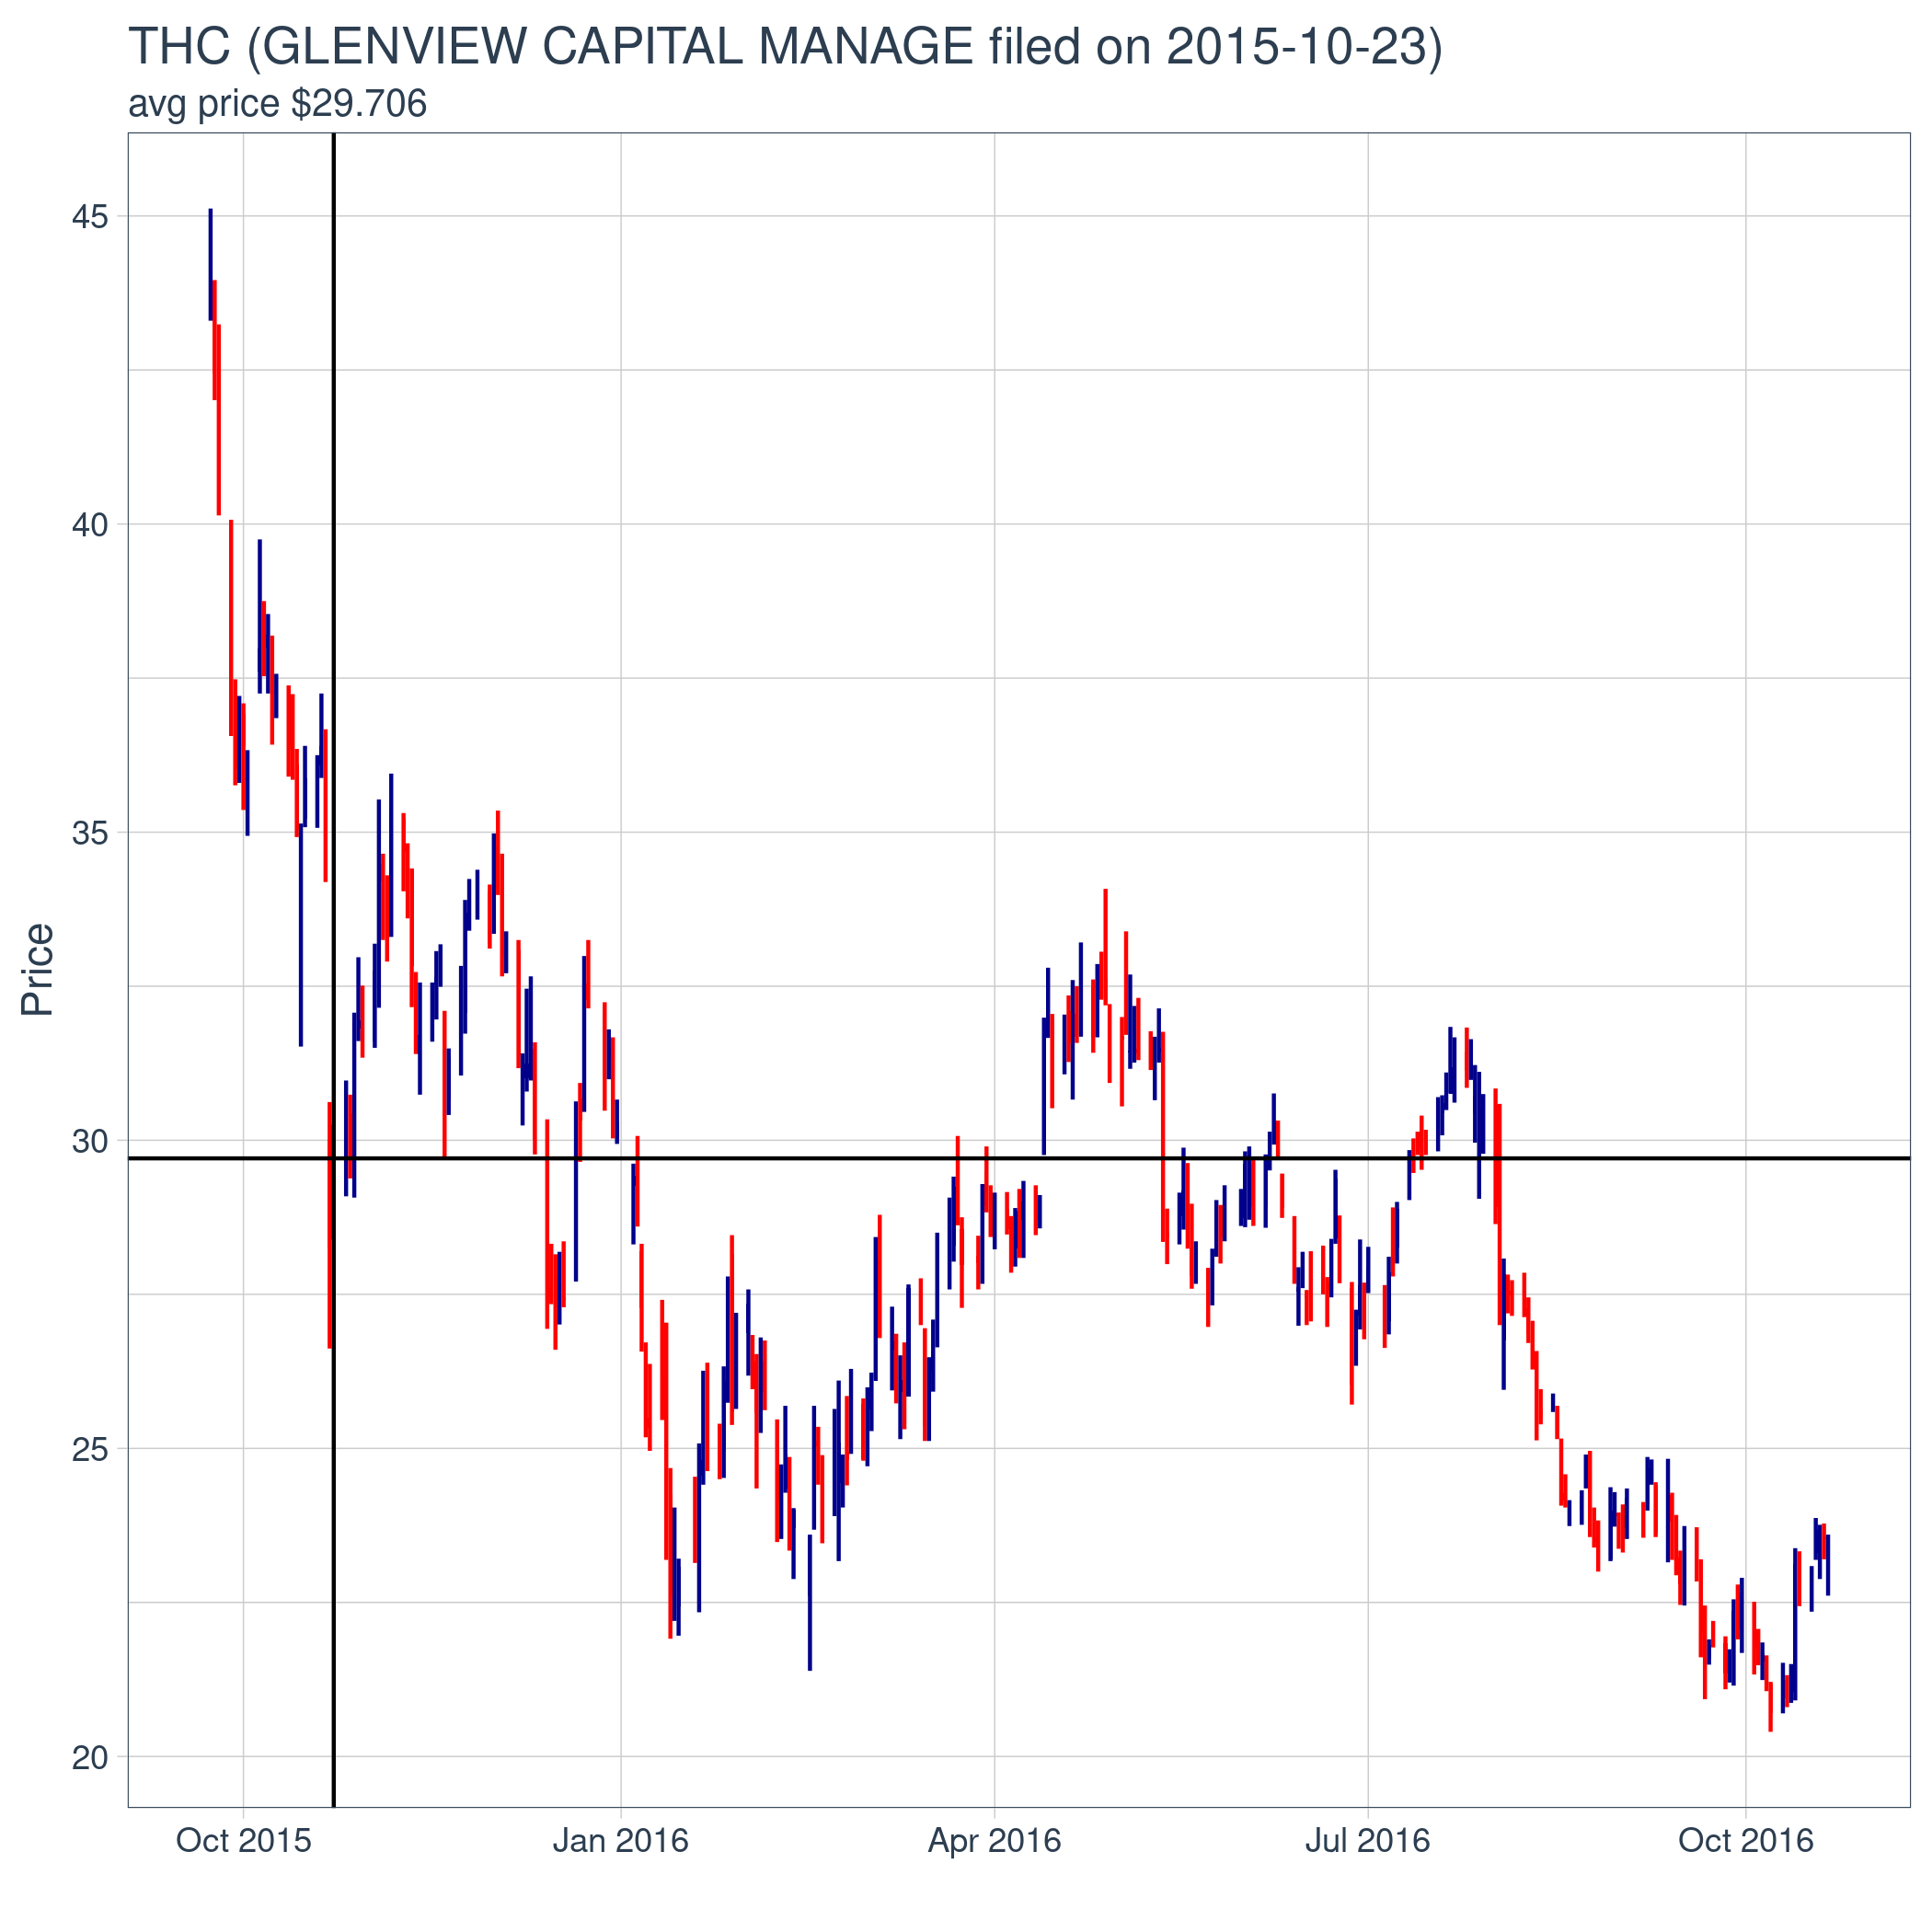 THC (GLENVIEW CAPITAL MANAGE filed on 2015-10-23)
avg price $29.706
45
40
35
30
25
20
Price
Oct 2015 Jan 2016 Apr 2016 Jul 2016 Oct 2016